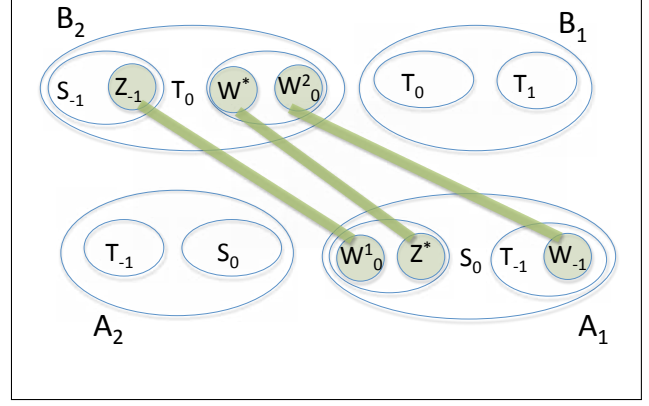 B₂
B₁
S₋₁ Z₋₁ T₀ W* W²₀
T₀ T₁
T₋₁ S₀
W¹₀ Z* S₀ T₋₁ W₋₁
A₂
A₁